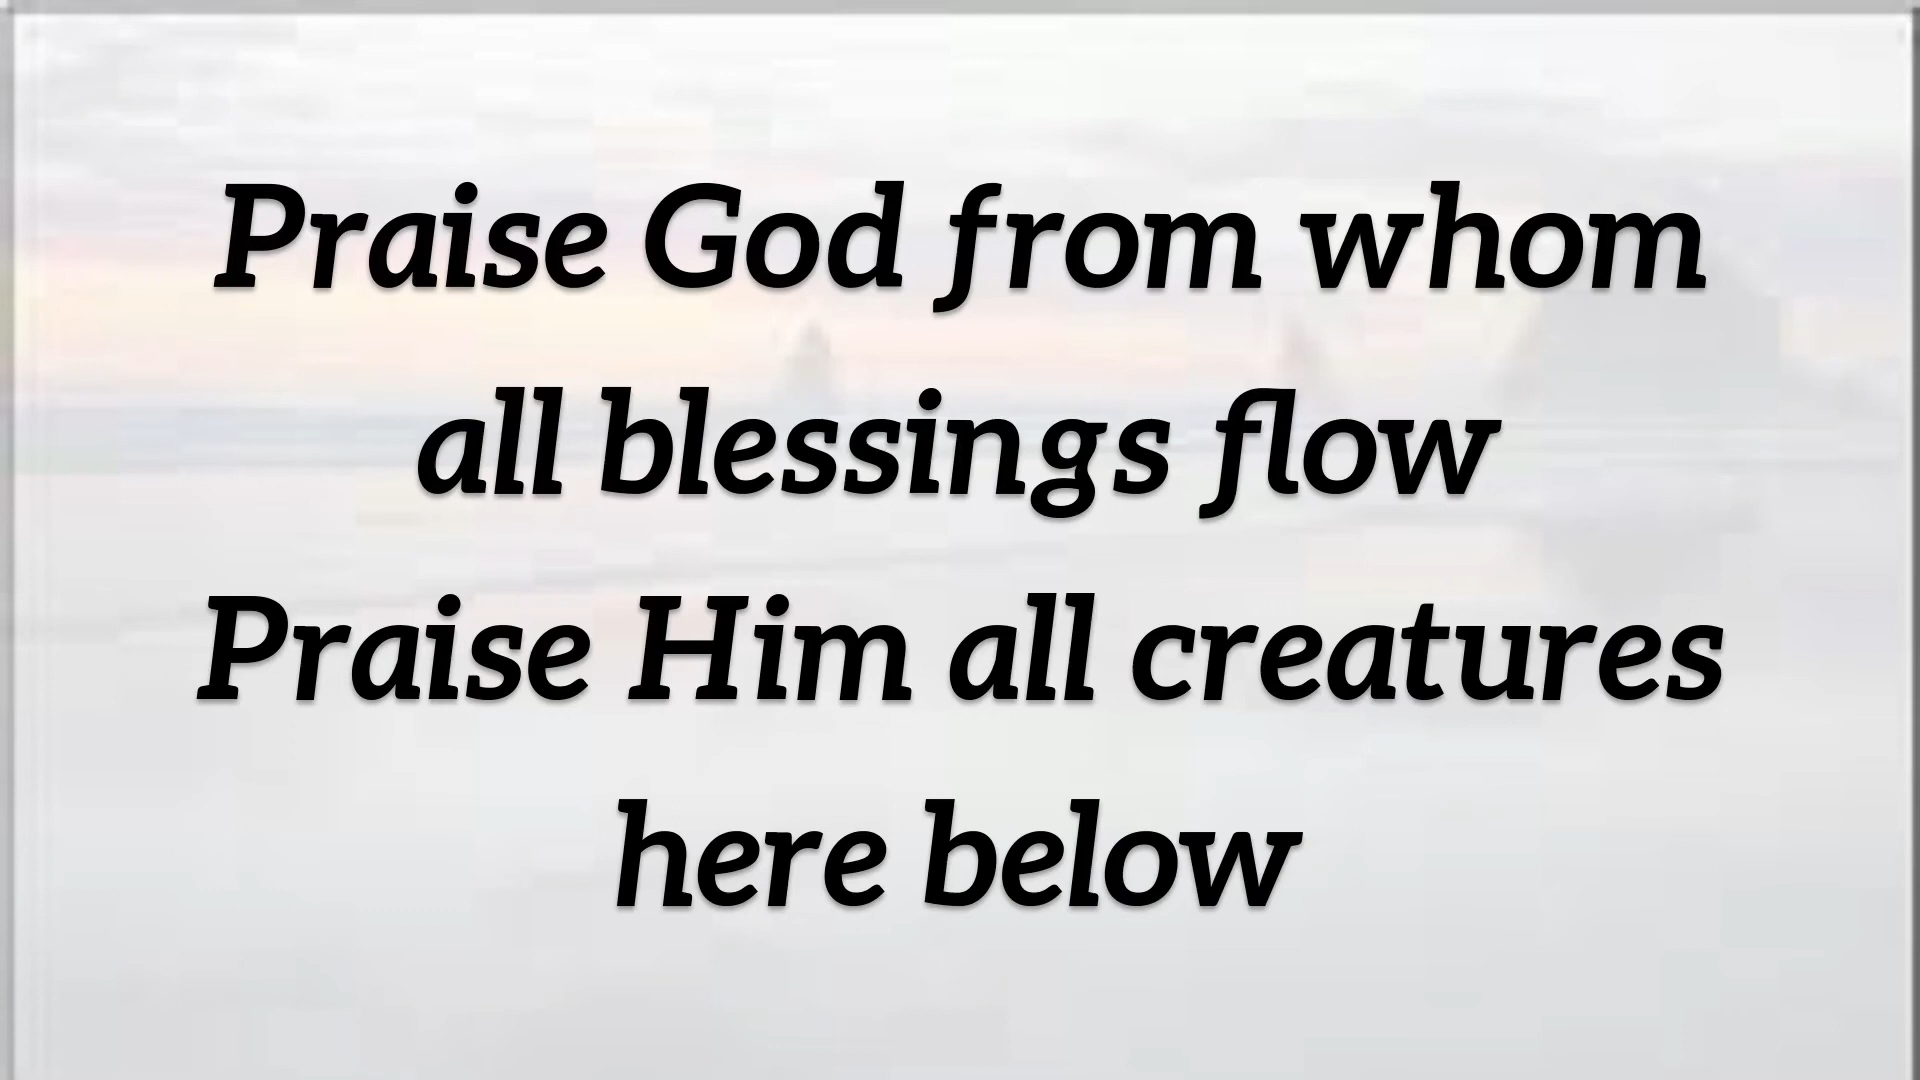 Praise God from whom
all blessings flow
Praise Him all creatures
here below